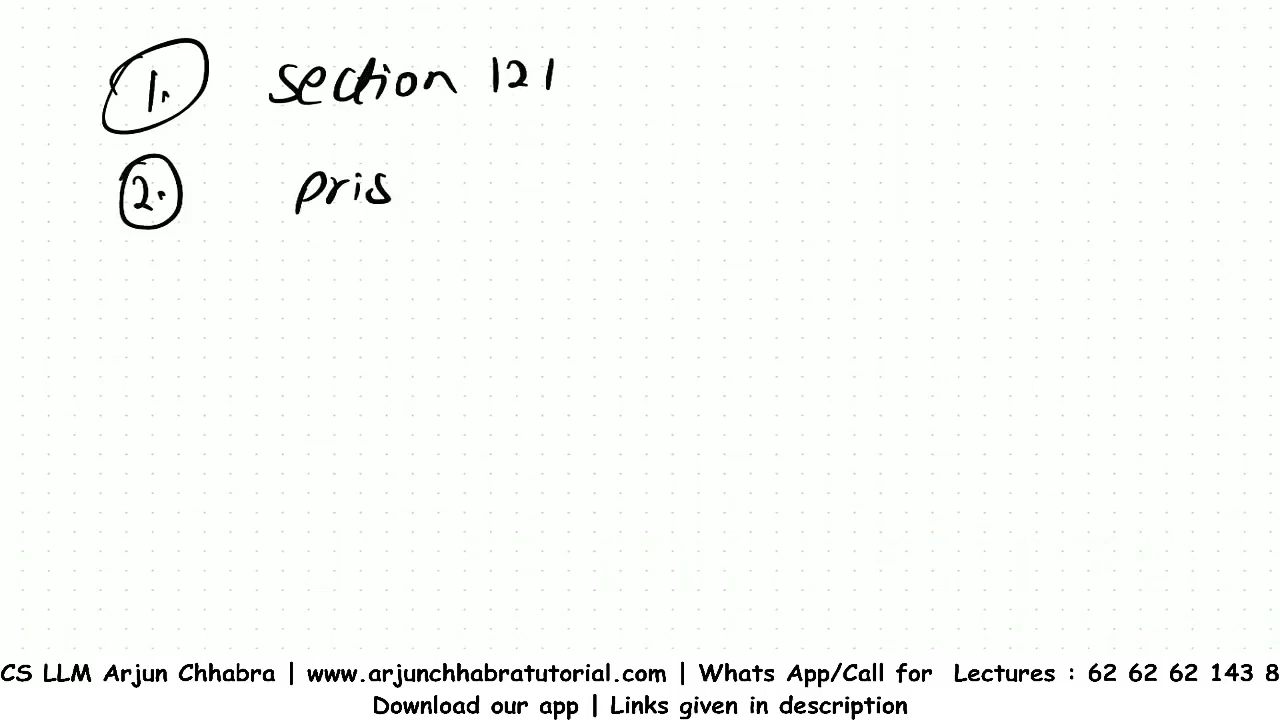 1. section 121
2. pris
CS LLM Arjun Chhabra | www.arjunchhabratutorial.com | Whats App/Call for Lectures : 62 62 62 143 8
Download our app | Links given in description